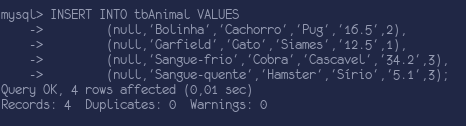 mysql> INSERT INTO tbAnimal VALUES
    ->         (null,'Bolinha','Cachorro','Pug','16.5',2),
    ->         (null,'Garfield','Gato','Siames','12.5',1),
    ->         (null,'Sangue-frio','Cobra','Cascavel','34.2',3),
    ->         (null,'Sangue-quente','Hamster','Sírio','5.1',3);
Query OK, 4 rows affected (0,01 sec)
Records: 4  Duplicates: 0  Warnings: 0